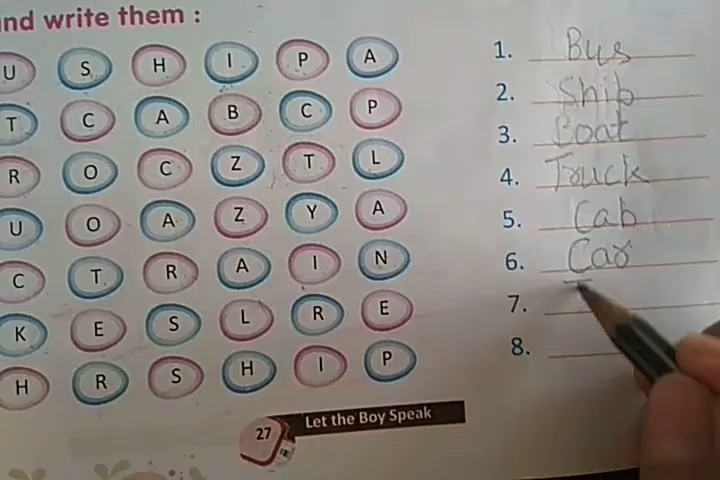 nd write them :
U S H I P A
T C A B C P
R O C Z T L
U O A Z Y A
C T R A I N
K E S L R E
H R S H I P
1. Bus
2. Ship
3. Boat
4. Truck
5. Cab
6. Car
7.
8.
27 Let the Boy Speak